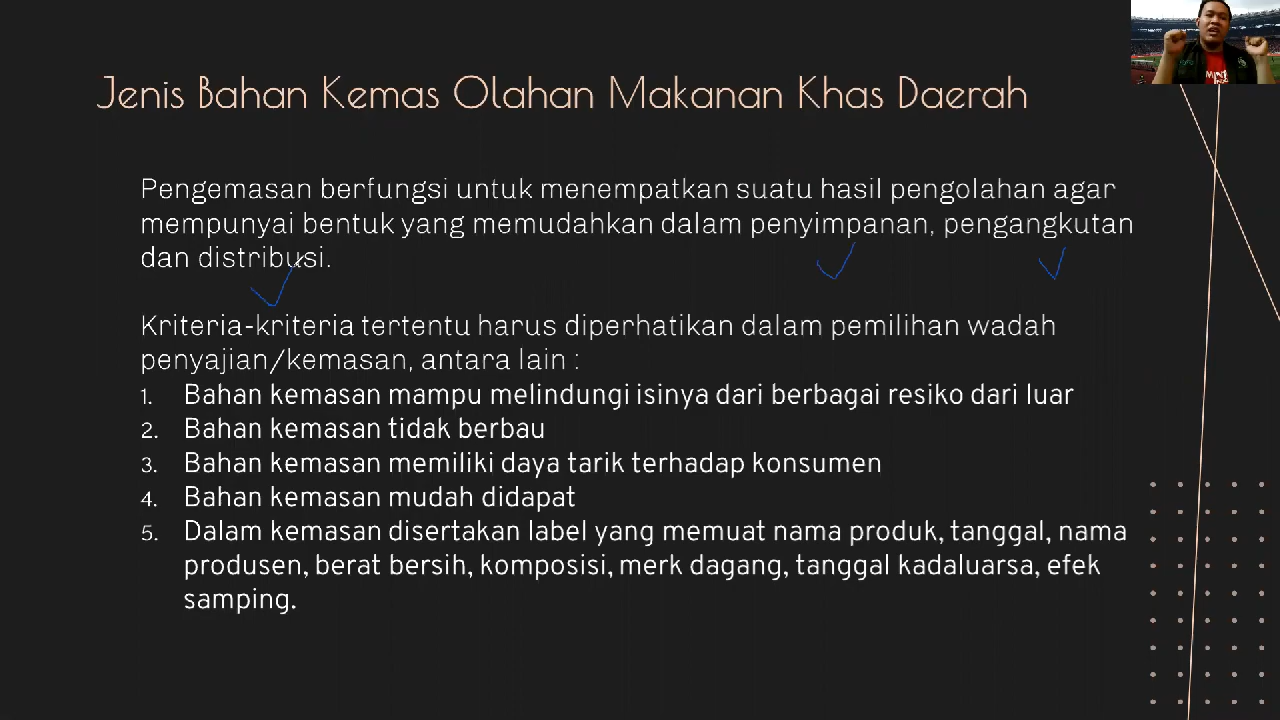 Jenis Bahan Kemas Olahan Makanan Khas Daerah
Pengemasan berfungsi untuk menempatkan suatu hasil pengolahan agar
mempunyai bentuk yang memudahkan dalam penyimpanan, pengangkutan
dan distribusi.
Kriteria-kriteria tertentu harus diperhatikan dalam pemilihan wadah
penyajian/kemasan, antara lain :
1. Bahan kemasan mampu melindungi isinya dari berbagai resiko dari luar
2. Bahan kemasan tidak berbau
3. Bahan kemasan memiliki daya tarik terhadap konsumen
4. Bahan kemasan mudah didapat
5. Dalam kemasan disertakan label yang memuat nama produk, tanggal, nama
produsen, berat bersih, komposisi, merk dagang, tanggal kadaluarsa, efek
samping.